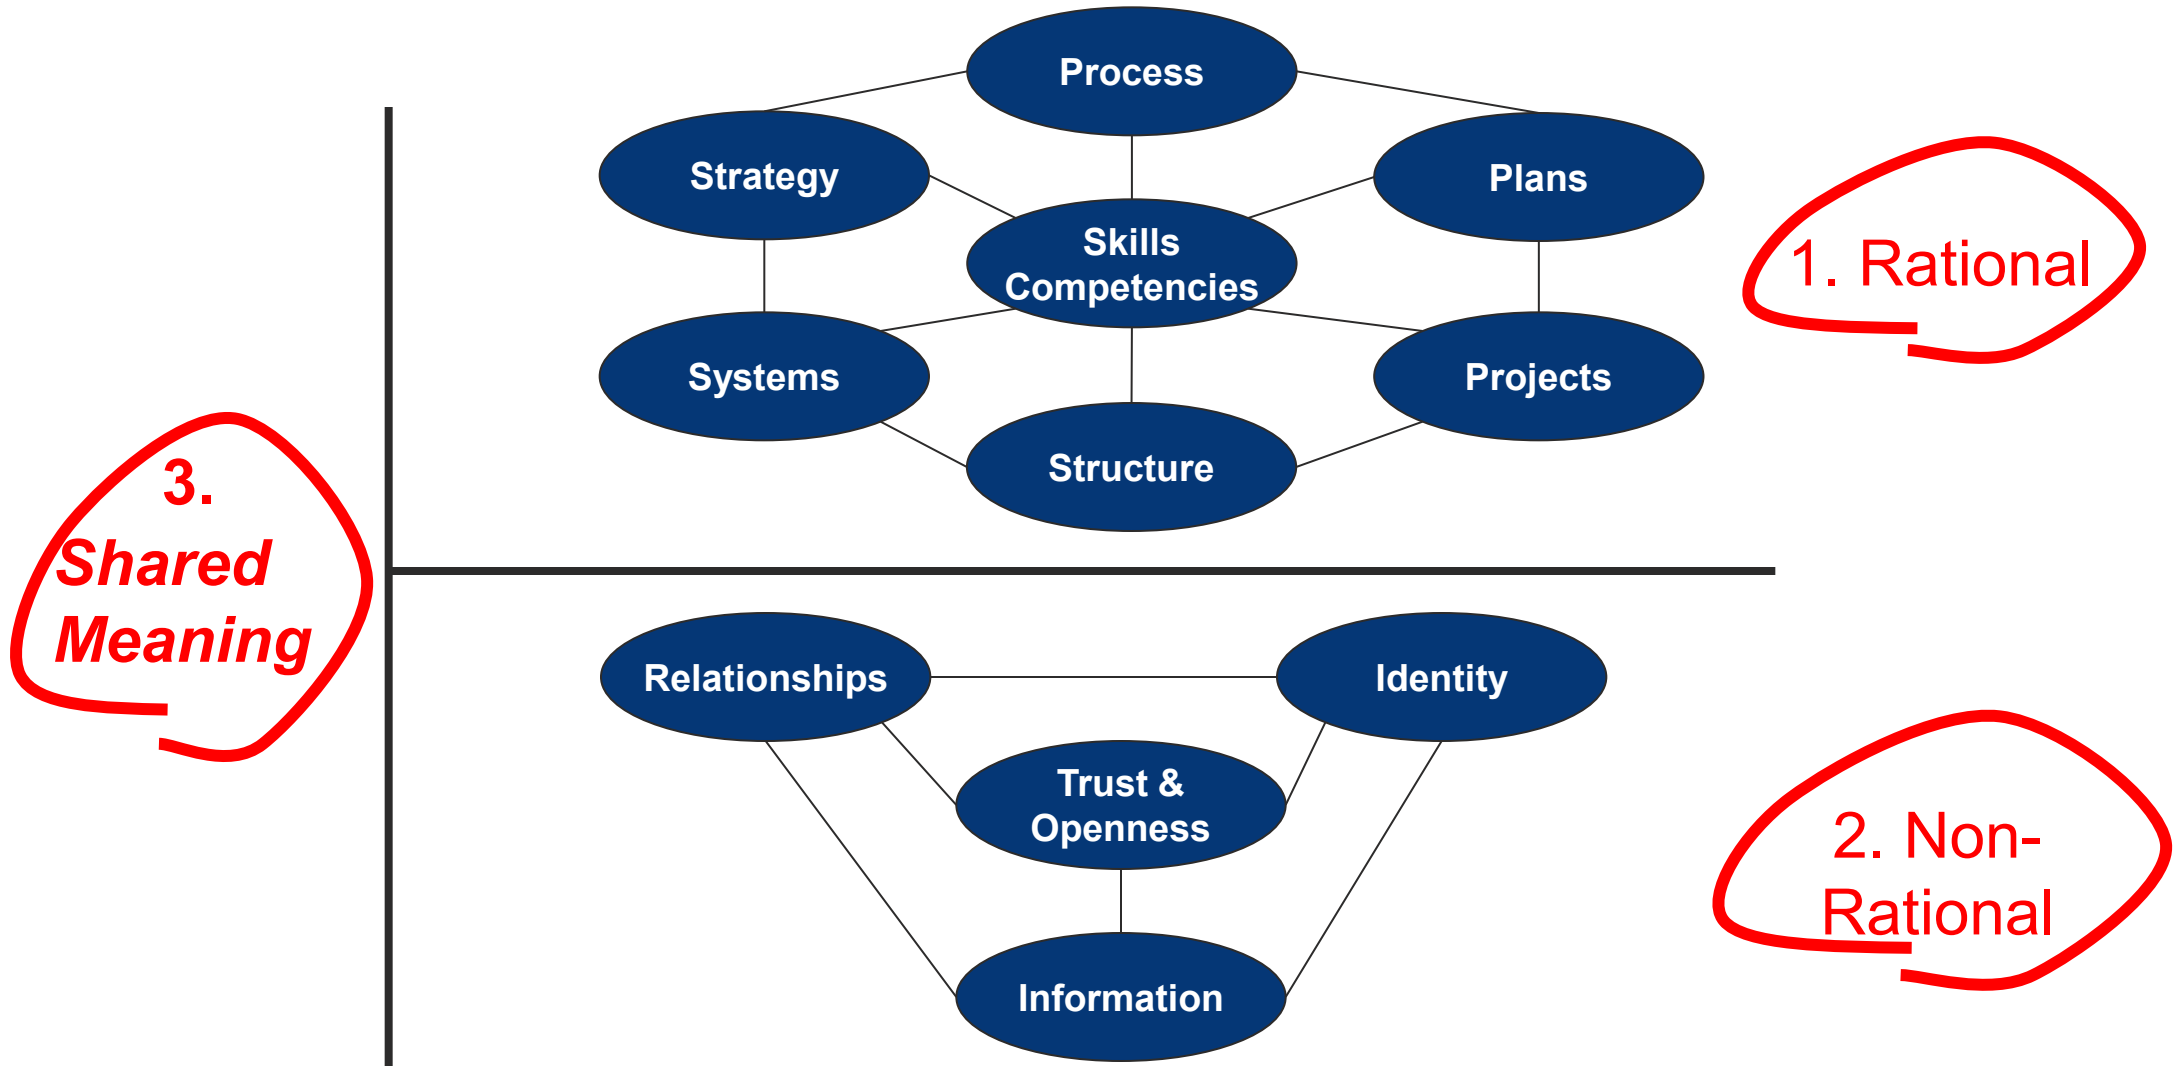 Process
Strategy
Plans
Skills
Competencies
1. Rational
Systems
Projects
Structure
3.
Shared
Meaning
Relationships
Identity
Trust &
Openness
2. Non-
Rational
Information